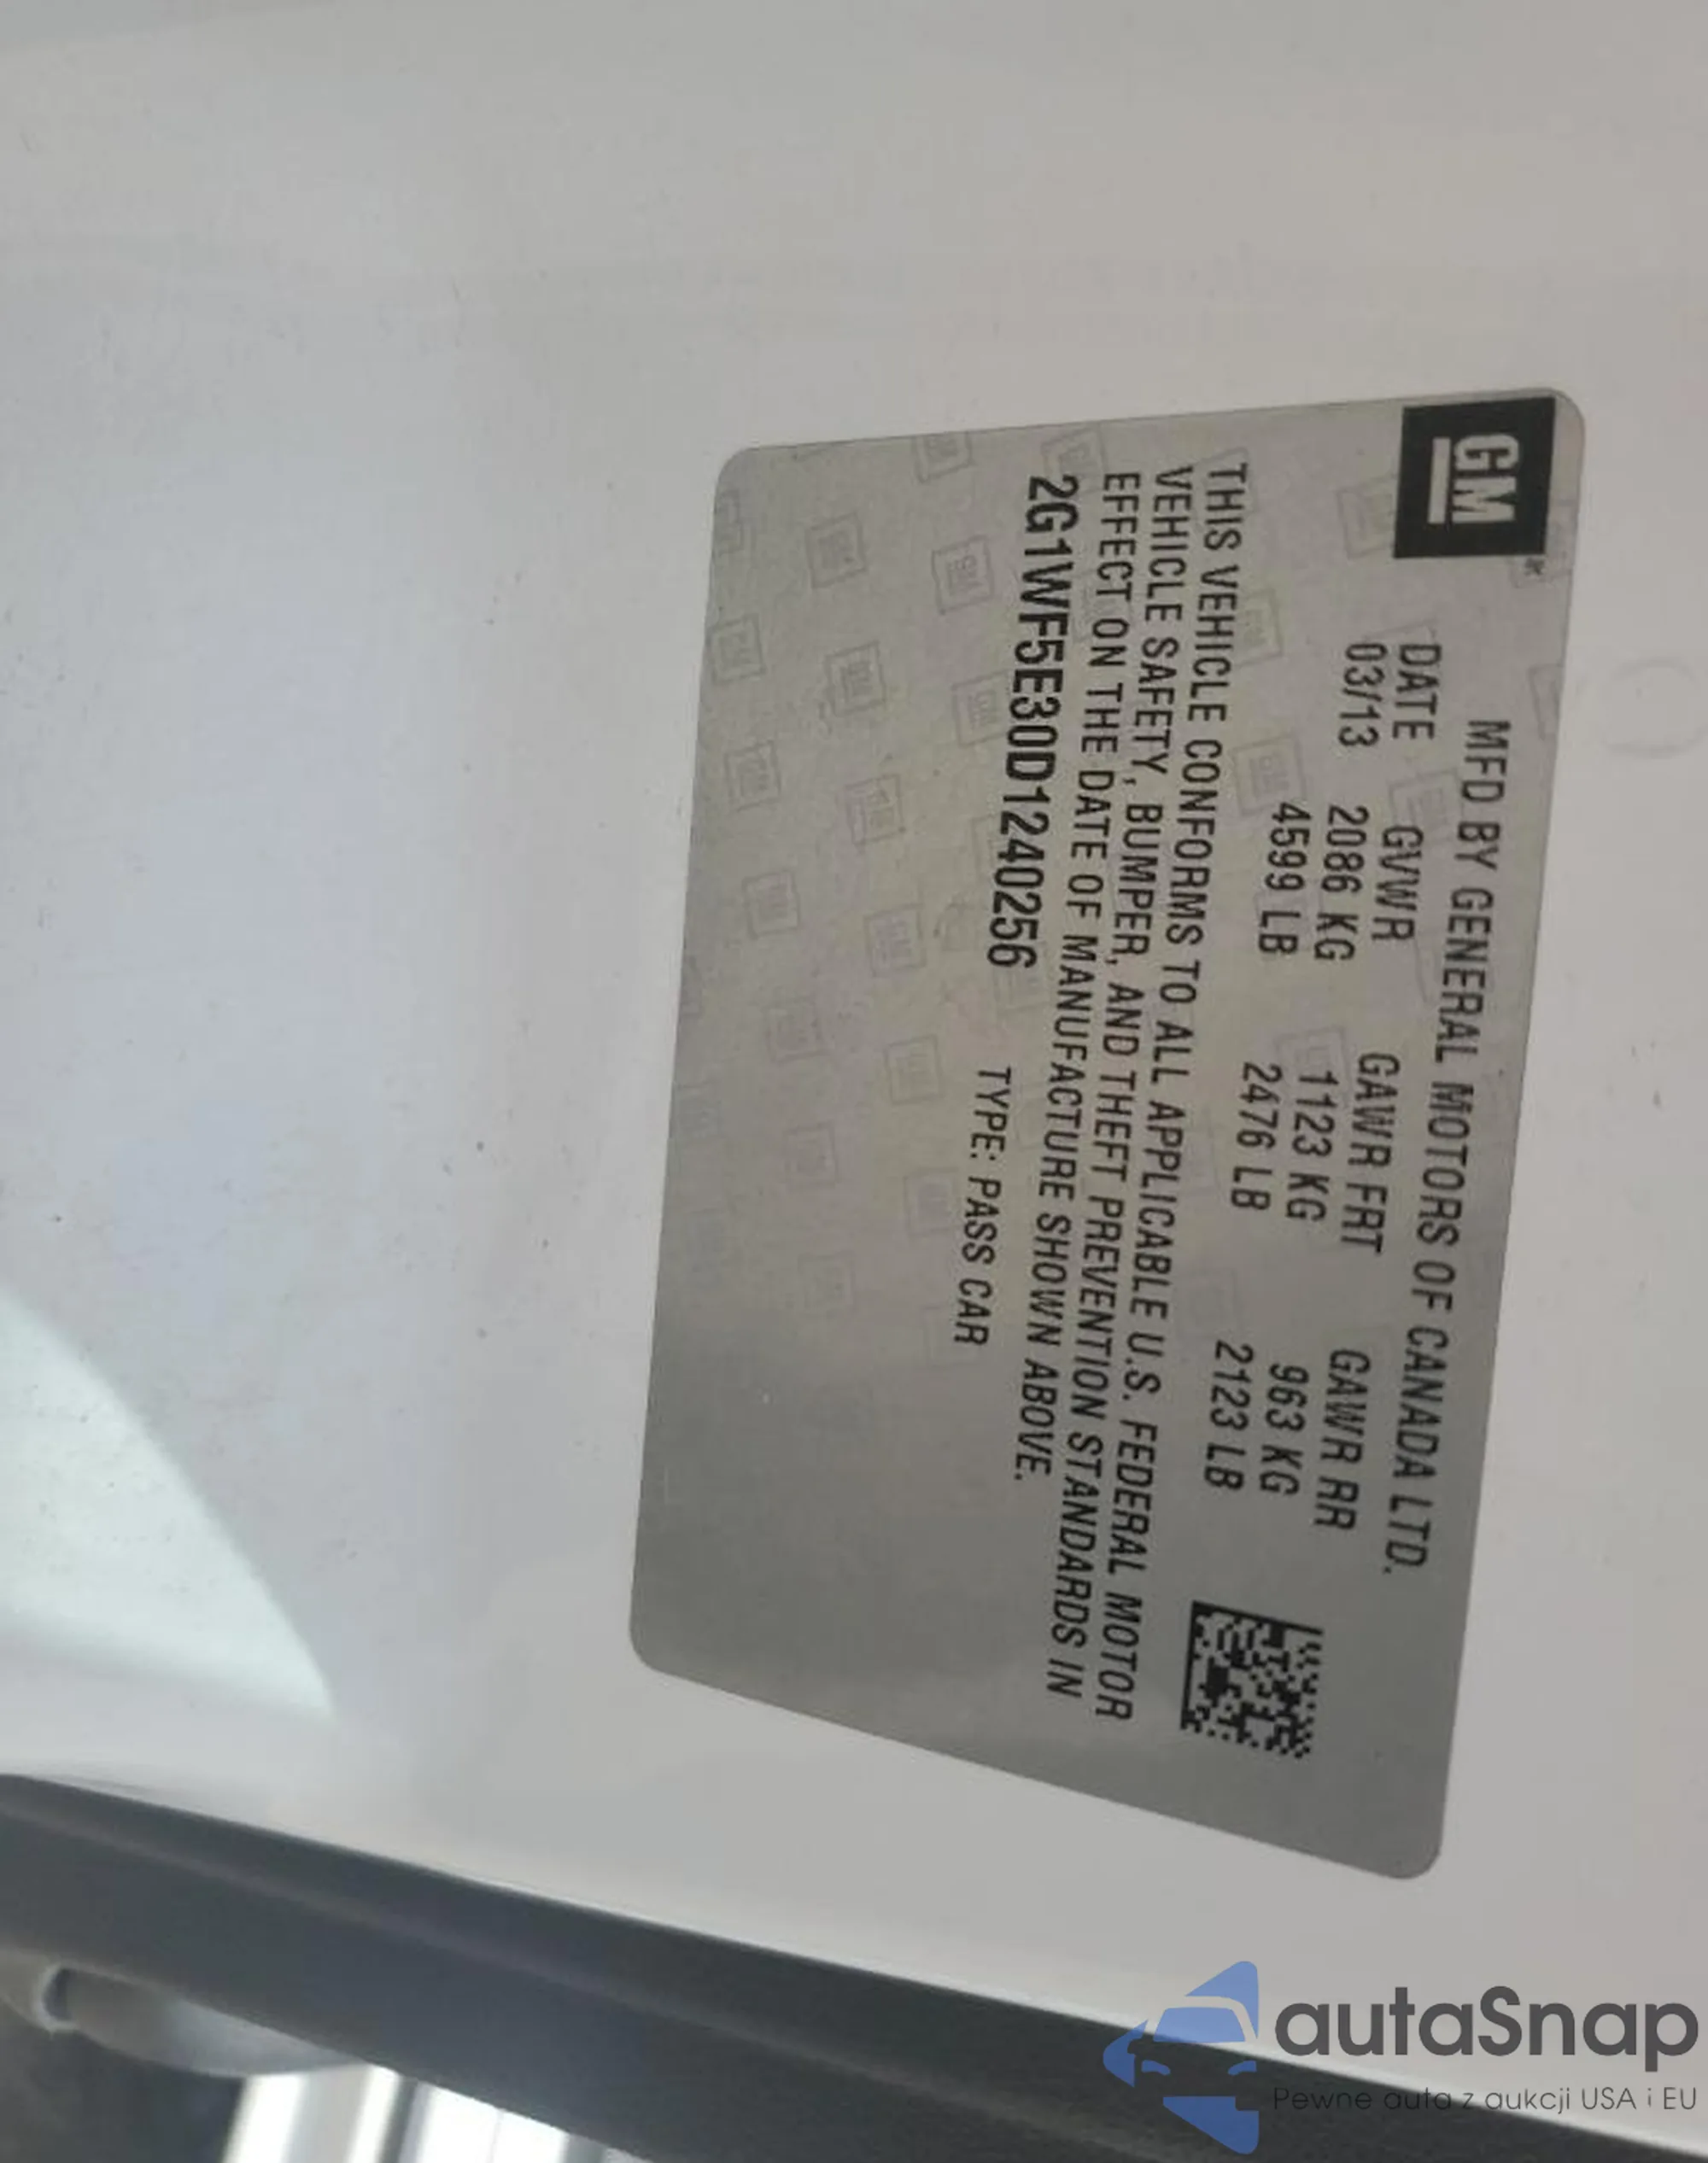 GM
MFD BY GENERAL MOTORS OF CANADA LTD.
DATE GVWR GAWR FRT GAWR RR
03/13 2086 KG 1123 KG 963 KG
4599 LB 2476 LB 2123 LB
THIS VEHICLE CONFORMS TO ALL APPLICABLE U.S. FEDERAL MOTOR
VEHICLE SAFETY, BUMPER, AND THEFT PREVENTION STANDARDS IN
EFFECT ON THE DATE OF MANUFACTURE SHOWN ABOVE.
2G1WF5E30D1240256 TYPE: PASS CAR
autaSnap
Pewne auta z aukcji USA i EU